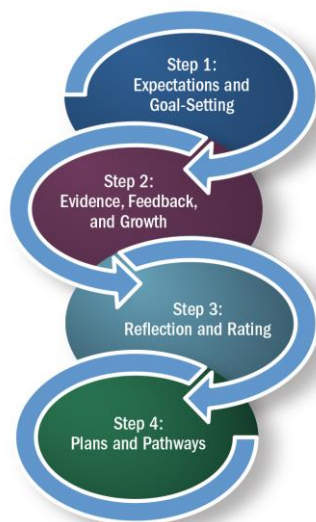 Step 1:
Expectations and
Goal-Setting
Step 2:
Evidence, Feedback,
and Growth
Step 3:
Reflection and Rating
Step 4:
Plans and Pathways